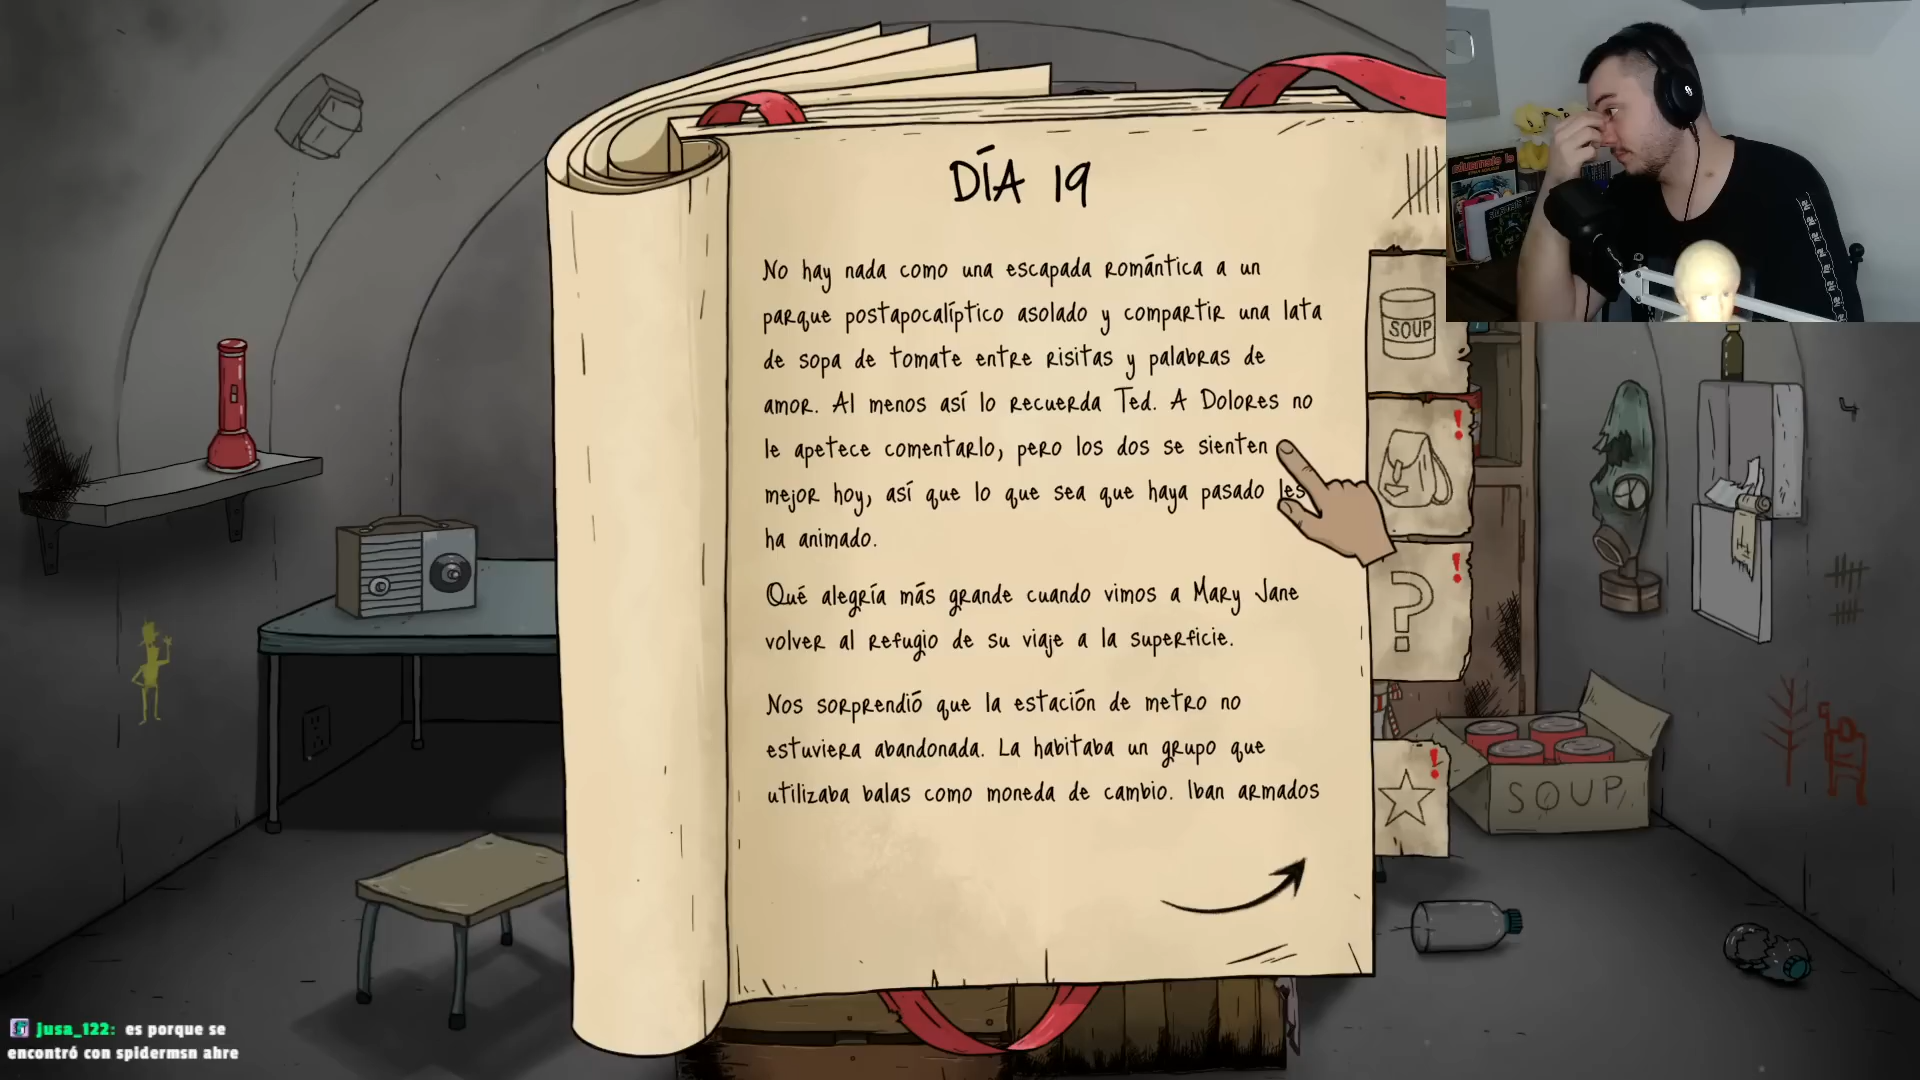 DÍA 19
No hay nada como una escapada romántica a un
parque postapocalíptico asolado y compartir una lata
de sopa de tomate entre risitas y palabras de
amor. Al menos así lo recuerda Ted. A Dolores no
le apetece comentarlo, pero los dos se sienten
mejor hoy, así que lo que sea que haya pasado les
ha animado.
Qué alegría más grande cuando vimos a Mary Jane
volver al refugio de su viaje a la superficie.
Nos sorprendió que la estación de metro no
estuviera abandonada. La habitaba un grupo que
utilizaba balas como moneda de cambio. Iban armados
SOUP
!
!
?
!
SOUP
jusa_122: es porque se
encontró con spidermsn ahre